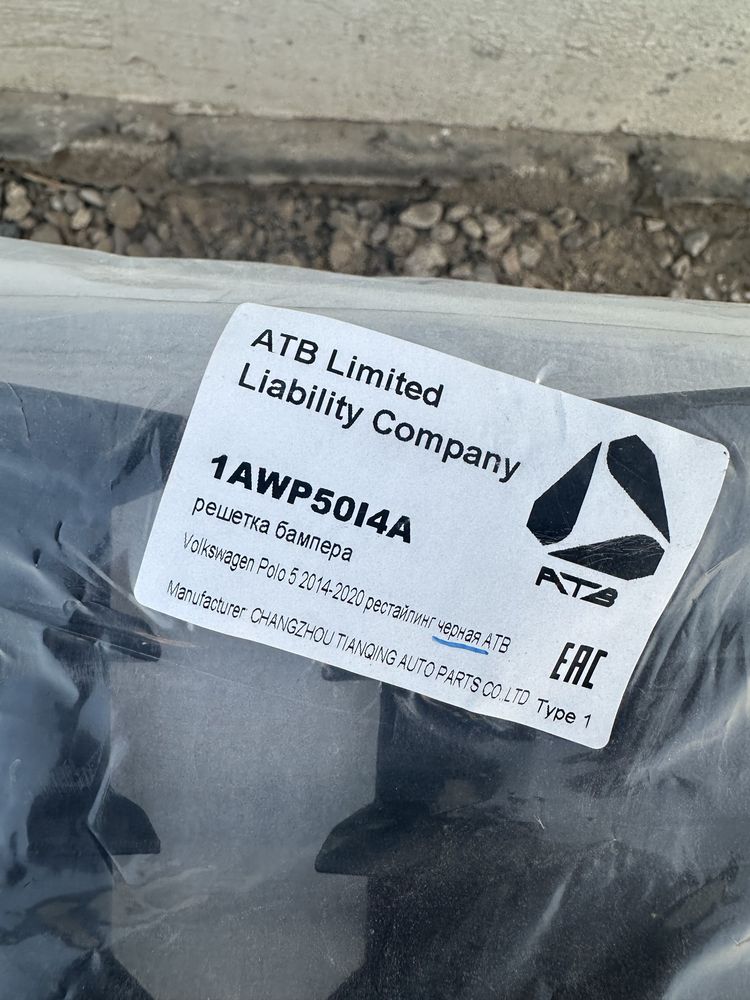 ATB Limited
Liability Company
1AWP50I4A
решетка бампера
Volkswagen Polo 5 2014-2020 рестайлинг черная ATB
Manufacturer CHANGZHOU TIANQING AUTO PARTS CO.,LTD Type 1
ATB
EAC